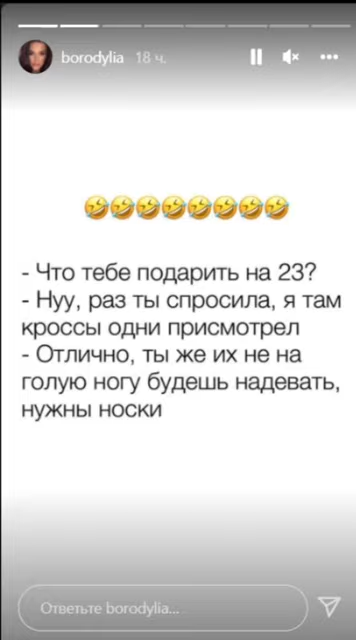 borodylia 18 ч.
🤣🤣🤣🤣🤣🤣🤣🤣
- Что тебе подарить на 23?
- Нуу, раз ты спросила, я там
кроссы одни присмотрел
- Отлично, ты же их не на
голую ногу будешь надевать,
нужны носки
Ответьте borodylia...